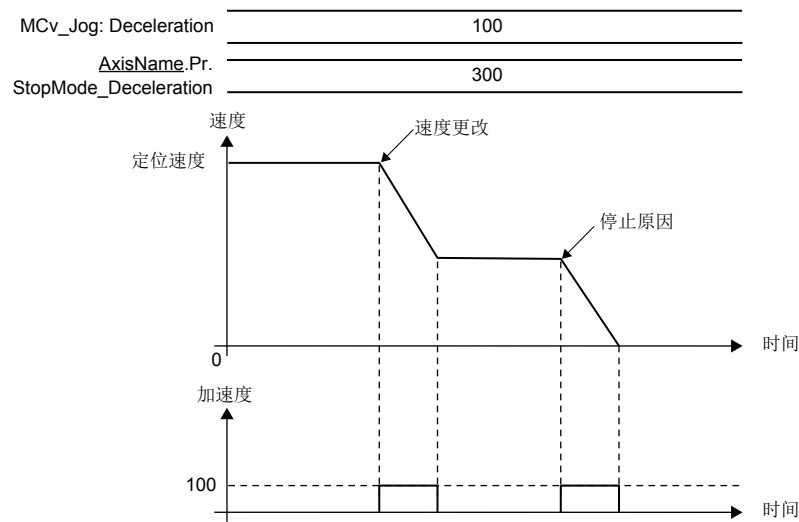 MCv_Jog: Deceleration
100
AxisName.Pr.
StopMode_Deceleration
300
速度
速度更改
定位速度
停止原因
时间
0
加速度
100
时间